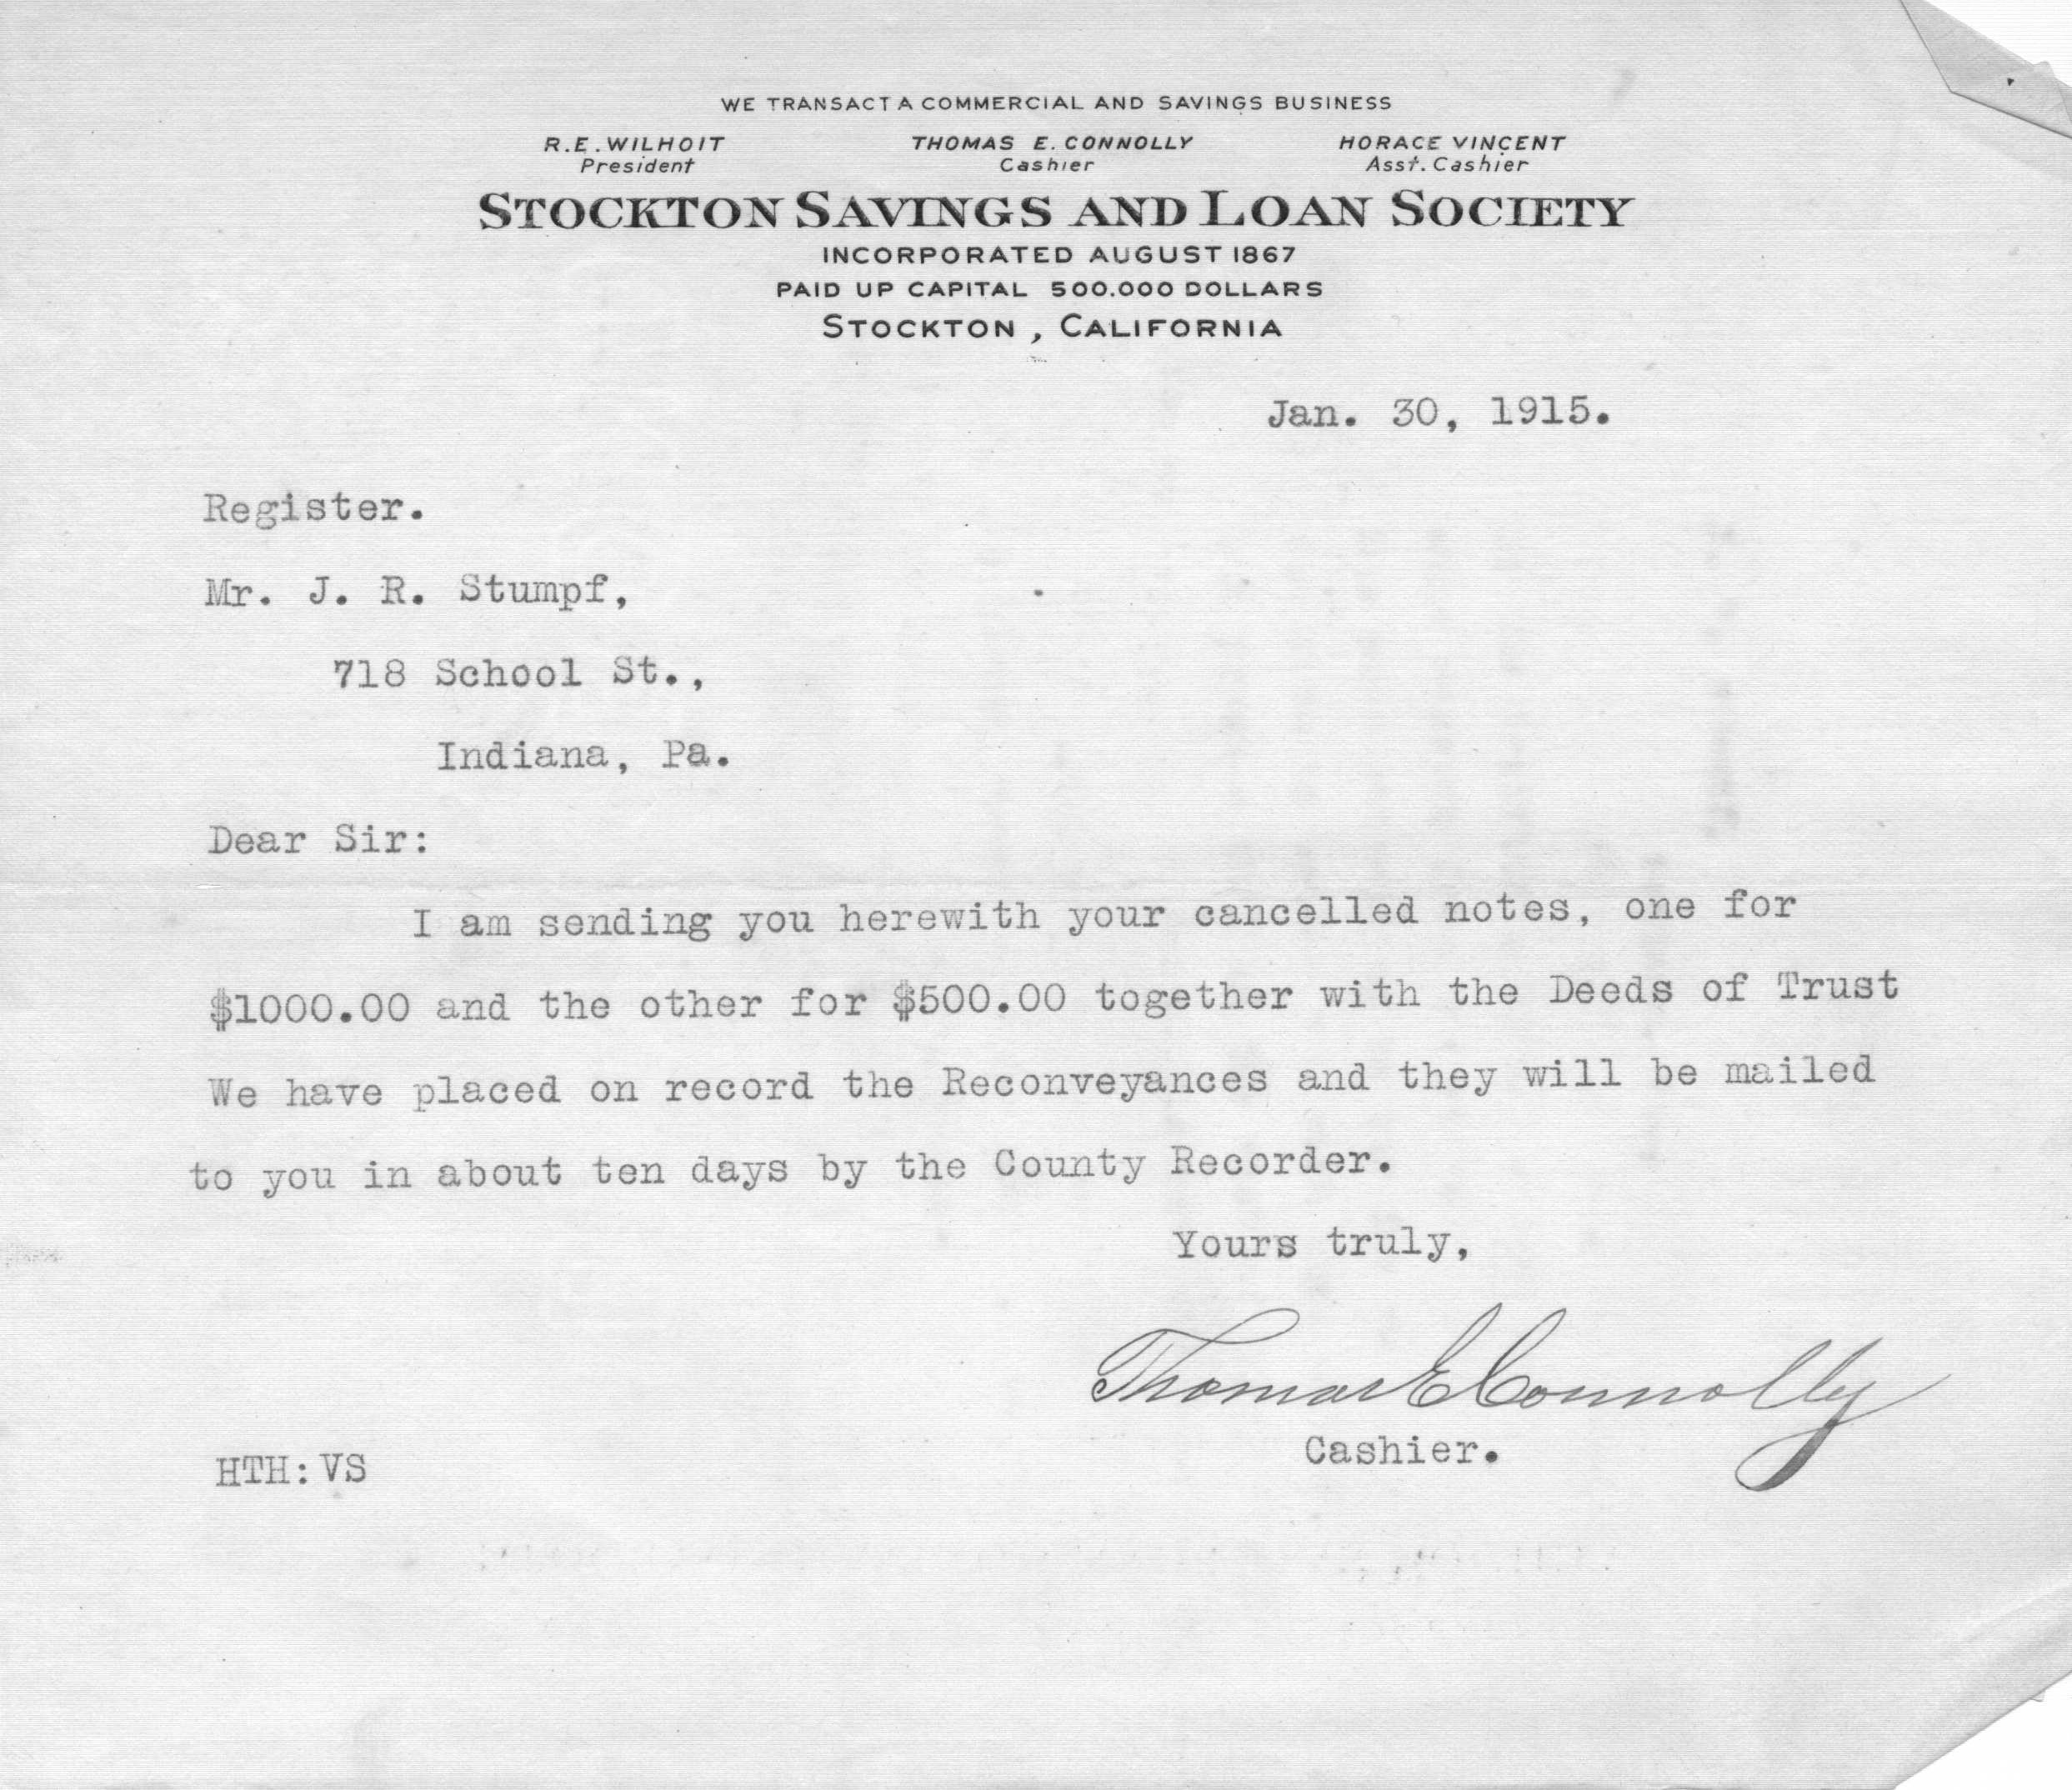 WE TRANSACT A COMMERCIAL AND SAVINGS BUSINESS
R.E. WILHOIT THOMAS E. CONNOLLY HORACE VINCENT
President Cashier Asst. Cashier
STOCKTON SAVINGS AND LOAN SOCIETY
INCORPORATED AUGUST 1867
PAID UP CAPITAL 500.000 DOLLARS
STOCKTON, CALIFORNIA
Jan. 30, 1915.
Register.
Mr. J. R. Stumpf,
718 School St.,
Indiana, Pa.
Dear Sir:
I am sending you herewith your cancelled notes, one for
$1000.00 and the other for $500.00 together with the Deeds of Trust
We have placed on record the Reconveyances and they will be mailed
to you in about ten days by the County Recorder.
Yours truly,
Thomas E Connolly
Cashier.
HTH:VS